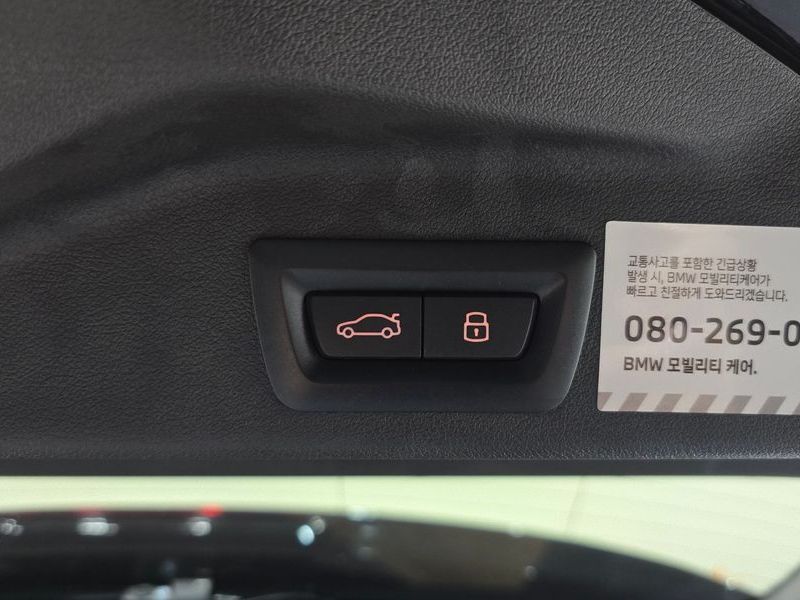 교통사고를 포함한 긴급상황
발생 시, BMW 모빌리티케어가
빠르고 친절하게 도와드리겠습니다.
080-269-0
BMW 모빌리티 케어.